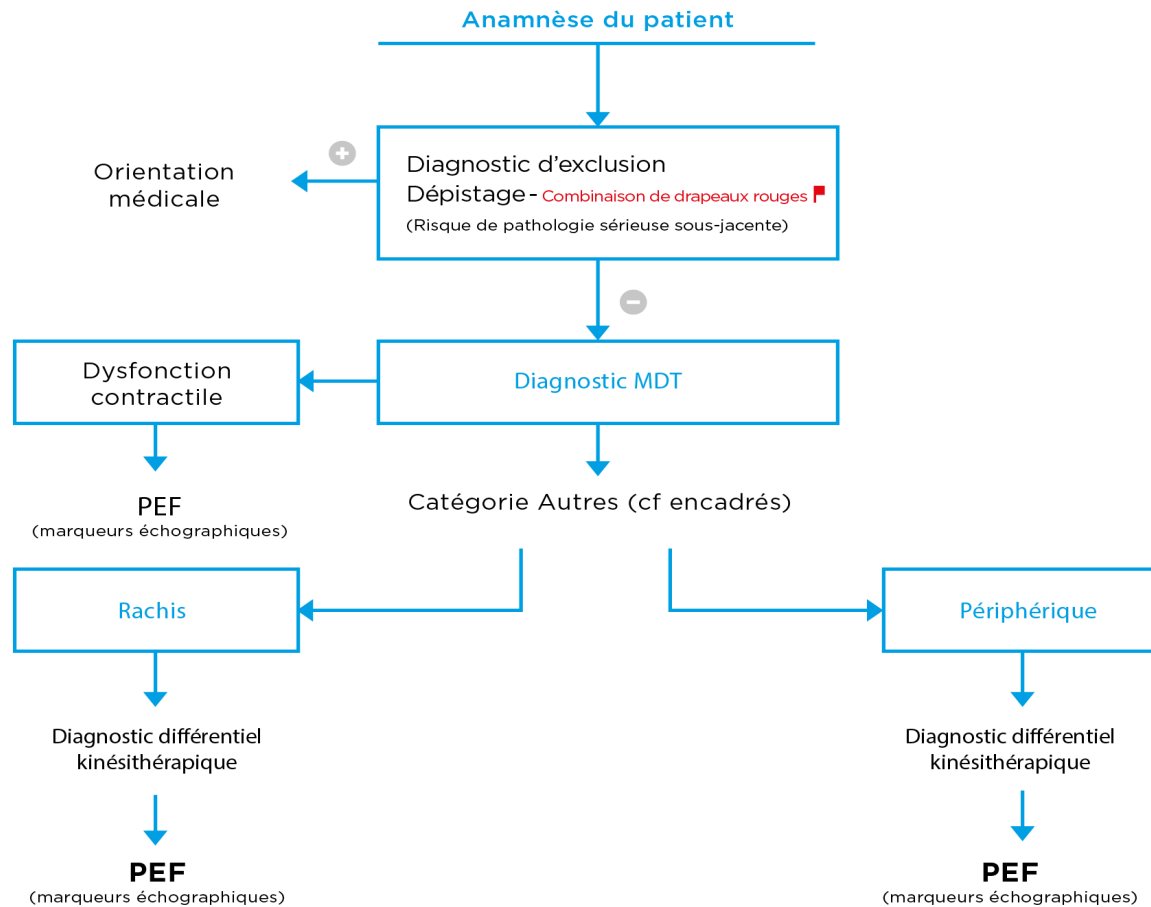 Anamnèse du patient
Orientation
médicale
+
Diagnostic d’exclusion
Dépistage - Combinaison de drapeaux rouges
(Risque de pathologie sérieuse sous-jacente)
−
Dysfonction
contractile
Diagnostic MDT
PEF
(marqueurs échographiques)
Catégorie Autres (cf encadrés)
Rachis
Périphérique
Diagnostic différentiel
kinésithérapique
Diagnostic différentiel
kinésithérapique
PEF
(marqueurs échographiques)
PEF
(marqueurs échographiques)